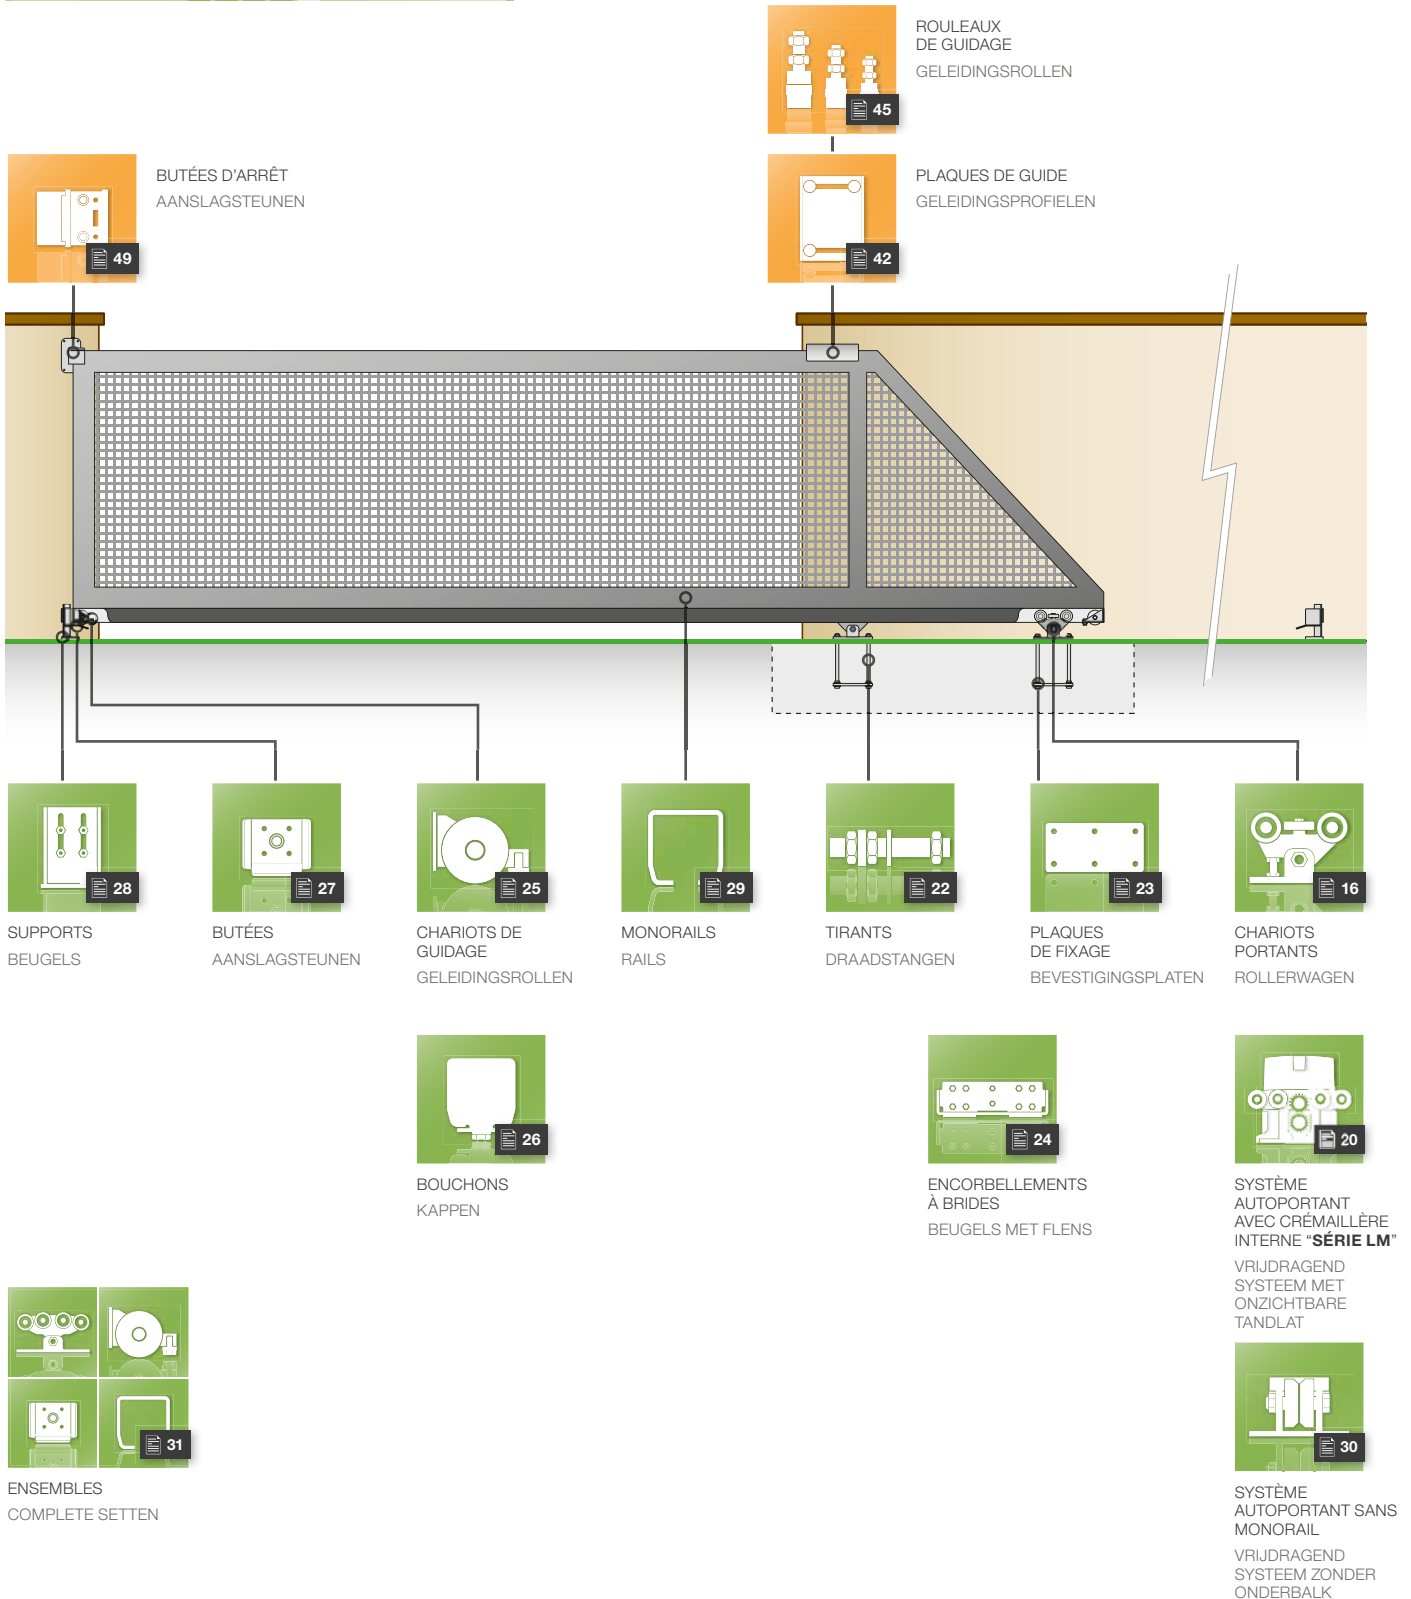 ROULEAUX
DE GUIDAGE
GELEIDINGSROLLEN
45
BUTÉES D'ARRÊT
AANSLAGSTEUNEN
49
PLAQUES DE GUIDE
GELEIDINGSPROFIELEN
42
28
SUPPORTS
BEUGELS
27
BUTÉES
AANSLAGSTEUNEN
25
CHARIOTS DE
GUIDAGE
GELEIDINGSROLLEN
29
MONORAILS
RAILS
22
TIRANTS
DRAADSTANGEN
23
PLAQUES
DE FIXAGE
BEVESTIGINGSPLATEN
16
CHARIOTS
PORTANTS
ROLLERWAGEN
26
BOUCHONS
KAPPEN
24
ENCORBELLEMENTS
À BRIDES
BEUGELS MET FLENS
20
SYSTÈME
AUTOPORTANT
AVEC CRÉMAILLÈRE
INTERNE “SÉRIE LM”
VRIJDRAGEND
SYSTEEM MET
ONZICHTBARE
TANDLAT
31
ENSEMBLES
COMPLETE SETTEN
30
SYSTÈME
AUTOPORTANT SANS
MONORAIL
VRIJDRAGEND
SYSTEEM ZONDER
ONDERBALK